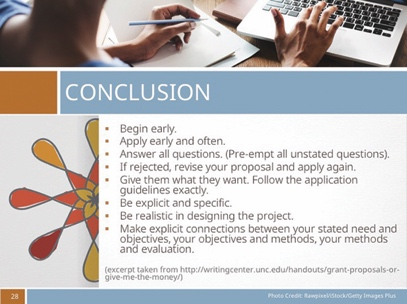 CONCLUSION
Begin early.
Apply early and often.
Answer all questions. (Pre-empt all unstated questions).
If rejected, revise your proposal and apply again.
Give them what they want. Follow the application
guidelines exactly.
Be explicit and specific.
Be realistic in designing the project.
Make explicit connections between your stated need and
objectives, your objectives and methods, your methods
and evaluation.
(excerpt taken from http://writingcenter.unc.edu/handouts/grant-proposals-or-
give-me-the-money/)
28
Photo Credit: Rawpixel/iStock/Getty Images Plus